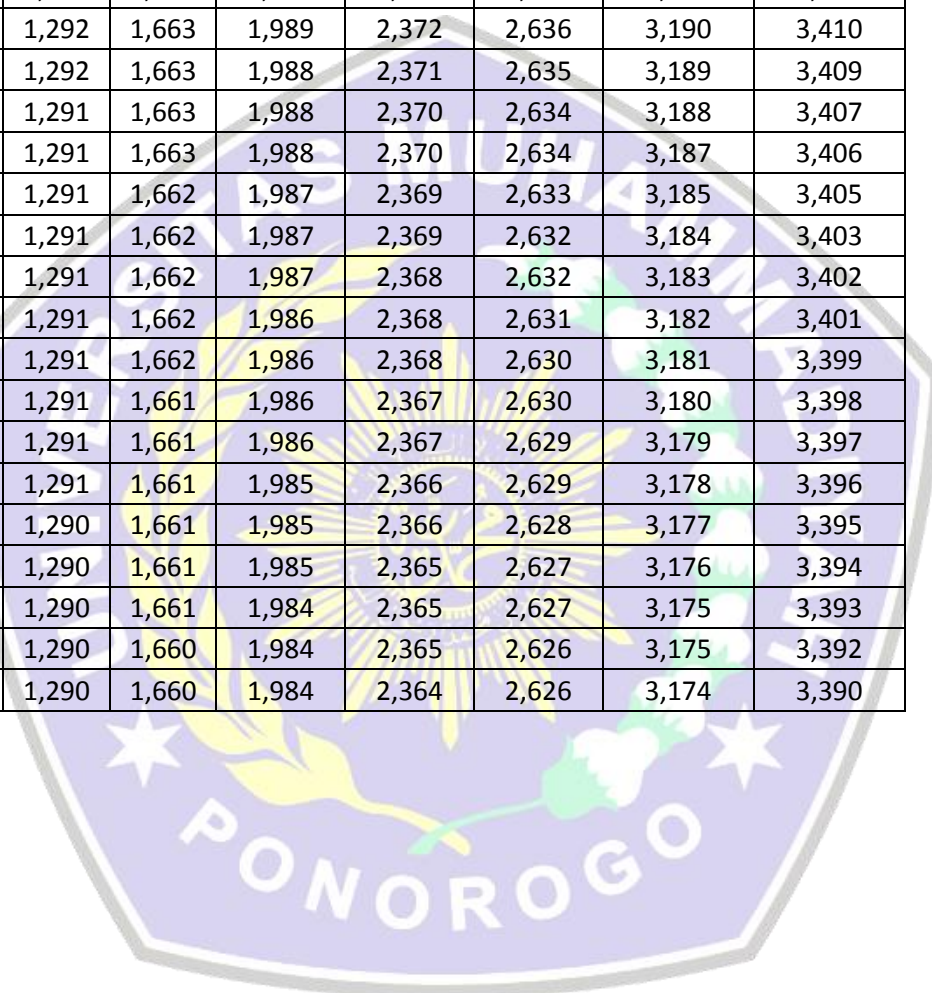 1,292 1,663 1,989 2,372 2,636 3,190 3,410
1,292 1,663 1,988 2,371 2,635 3,189 3,409
1,291 1,663 1,988 2,370 2,634 3,188 3,407
1,291 1,663 1,988 2,370 2,634 3,187 3,406
1,291 1,662 1,987 2,369 2,633 3,185 3,405
1,291 1,662 1,987 2,369 2,632 3,184 3,403
1,291 1,662 1,987 2,368 2,632 3,183 3,402
1,291 1,662 1,986 2,368 2,631 3,182 3,401
1,291 1,662 1,986 2,368 2,630 3,181 3,399
1,291 1,661 1,986 2,367 2,630 3,180 3,398
1,291 1,661 1,986 2,367 2,629 3,179 3,397
1,291 1,661 1,985 2,366 2,629 3,178 3,396
1,290 1,661 1,985 2,366 2,628 3,177 3,395
1,290 1,661 1,985 2,365 2,627 3,176 3,394
1,290 1,661 1,984 2,365 2,627 3,175 3,393
1,290 1,660 1,984 2,365 2,626 3,175 3,392
1,290 1,660 1,984 2,364 2,626 3,174 3,390
UNIVERSITAS MUHAMMADIYAH
PONOROGO